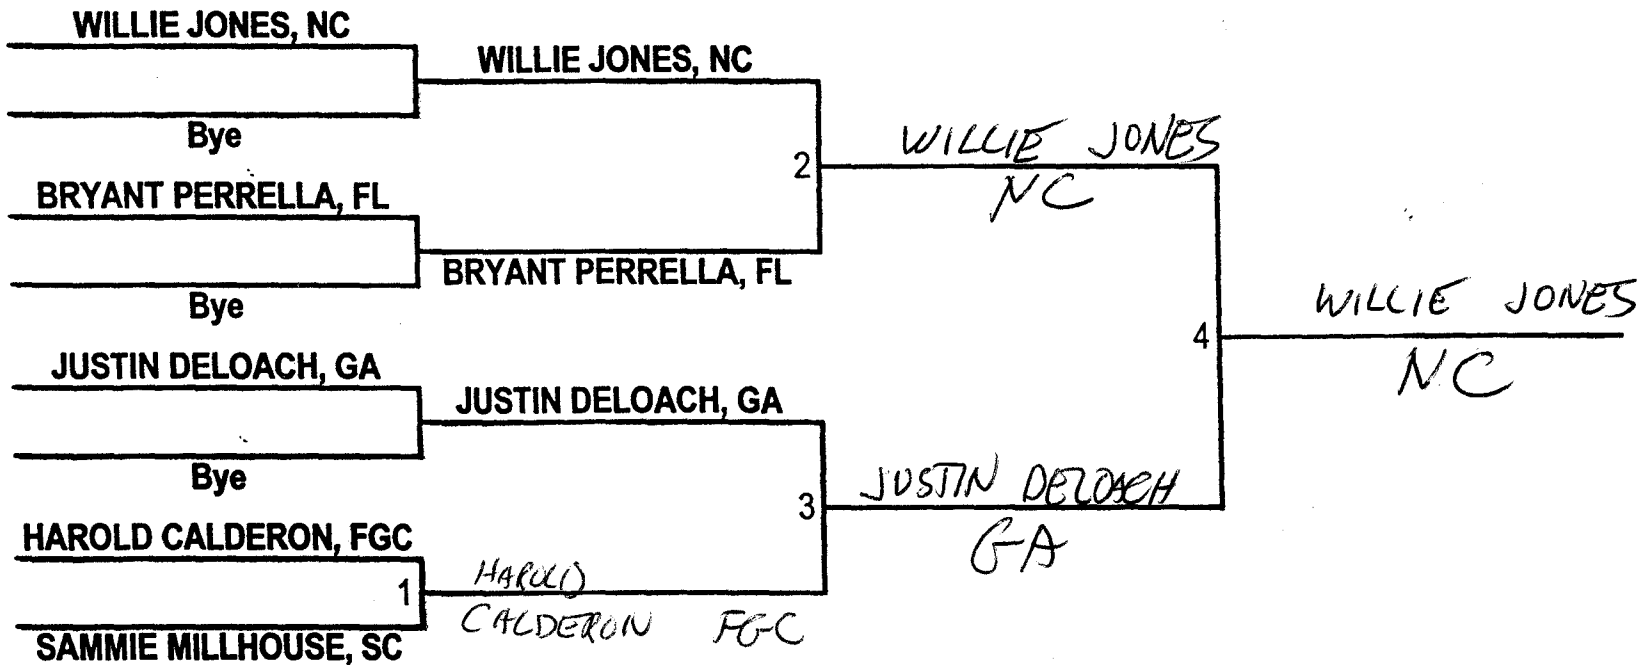 WILLIE JONES, NC
WILLIE JONES, NC
Bye
2
WILLIE JONES
NC
BRYANT PERRELLA, FL
BRYANT PERRELLA, FL
Bye
4
WILLIE JONES
NC
JUSTIN DELOACH, GA
JUSTIN DELOACH, GA
Bye
3
JUSTIN DELOACH
GA
HAROLD CALDERON, FGC
1
HAROLD
CALDERON FGC
SAMMIE MILLHOUSE, SC